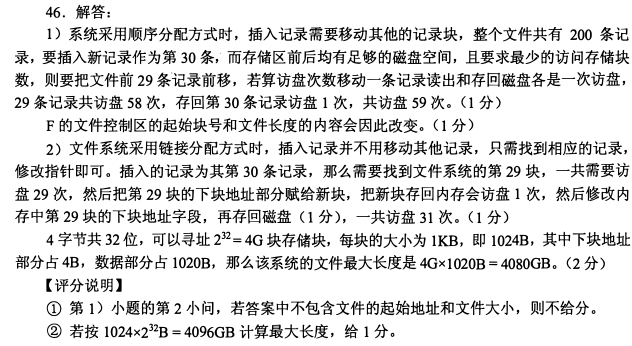 46．解答：
1）系统采用顺序分配方式时，插入记录需要移动其他的记录块，整个文件共有 200 条记
录，要插入新记录作为第 30 条，而存储区前后均有足够的磁盘空间，且要求最少的访问存储块
数，则要把文件前 29 条记录前移，若算访盘次数移动一条记录读出和存回磁盘各是一次访盘，
29 条记录共访盘 58 次，存回第 30 条记录访盘 1 次，共访盘 59 次。（1 分）
F 的文件控制区的起始块号和文件长度的内容会因此改变。（1 分）
2）文件系统采用链接分配方式时，插入记录并不用移动其他记录，只需找到相应的记录，
修改指针即可。插入的记录为其第 30 条记录，那么需要找到文件系统的第 29 块，一共需要访
盘 29 次，然后把第 29 块的下块地址部分赋给新块，把新块存回内存会访盘 1 次，然后修改内
存中第 29 块的下块地址字段，再存回磁盘（1 分），一共访盘 31 次。（1 分）
4 字节共 32 位，可以寻址 2³²＝4G 块存储块，每块的大小为 1KB，即 1024B，其中下块地址
部分占 4B，数据部分占 1020B，那么该系统的文件最大长度是 4G×1020B＝4080GB。（2 分）
【评分说明】
① 第 1）小题的第 2 小问，若答案中不包含文件的起始地址和文件大小，则不给分。
② 若按 1024×2³²B＝4096GB 计算最大长度，给 1 分。